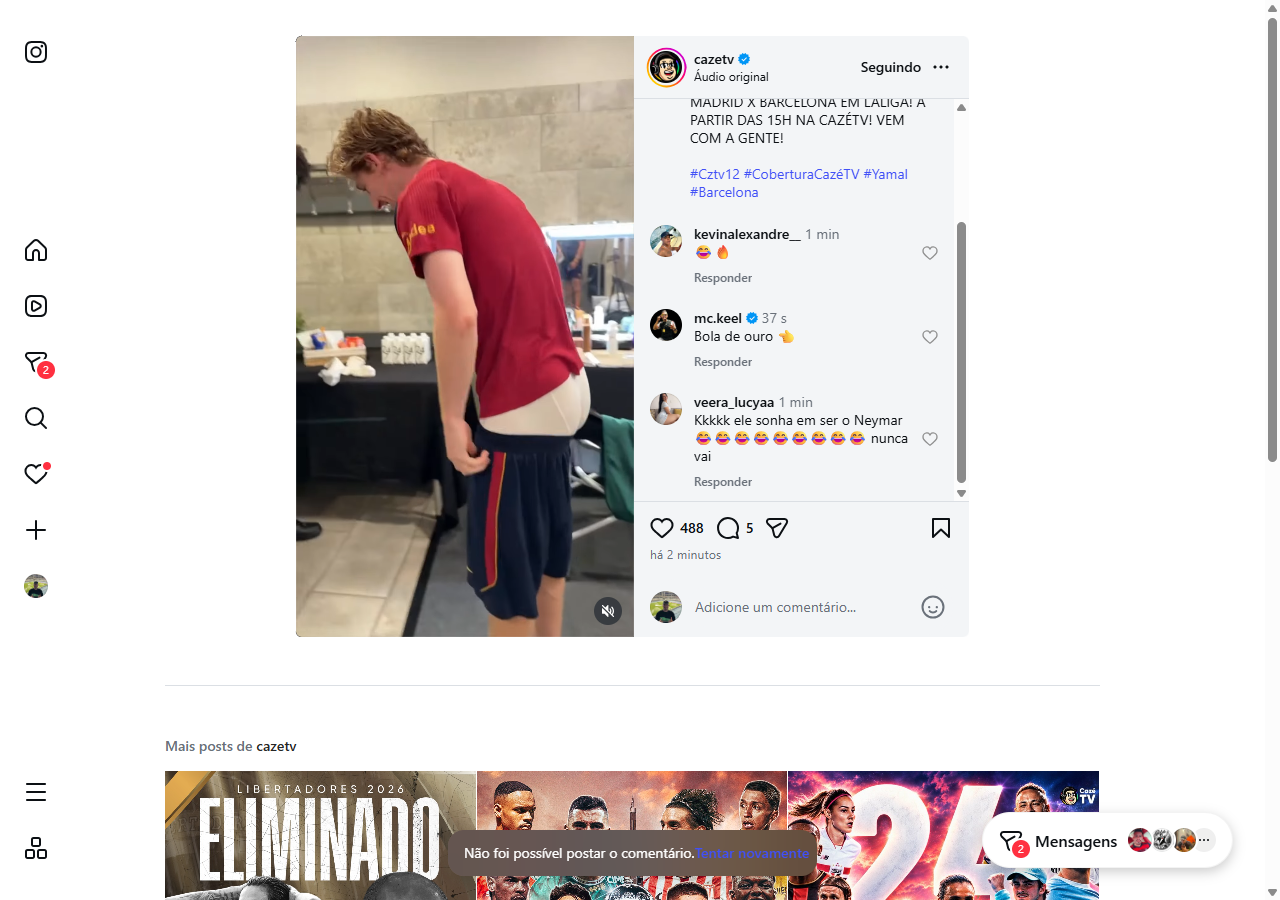 cazetv
Áudio original
Seguindo
MADRID X BARCELONA EM LALIGA! A
PARTIR DAS 15H NA CAZÉTV! VEM
COM A GENTE!
#Cztv12 #CoberturaCazéTV #Yamal
#Barcelona
kevinalexandre__ 1 min
😂🔥
Responder
mc.keel 37 s
Bola de ouro 👈
Responder
veera_lucyaa 1 min
Kkkkk ele sonha em ser o Neymar
😂😂😂😂😂😂😂😂😂 nunca
vai
Responder
488 5
há 2 minutos
Adicione um comentário...
2
Mais posts de cazetv
LIBERTADORES 2026
ELIMINADO
24
Cazé
TV
Não foi possível postar o comentário.Tentar novamente
2 Mensagens